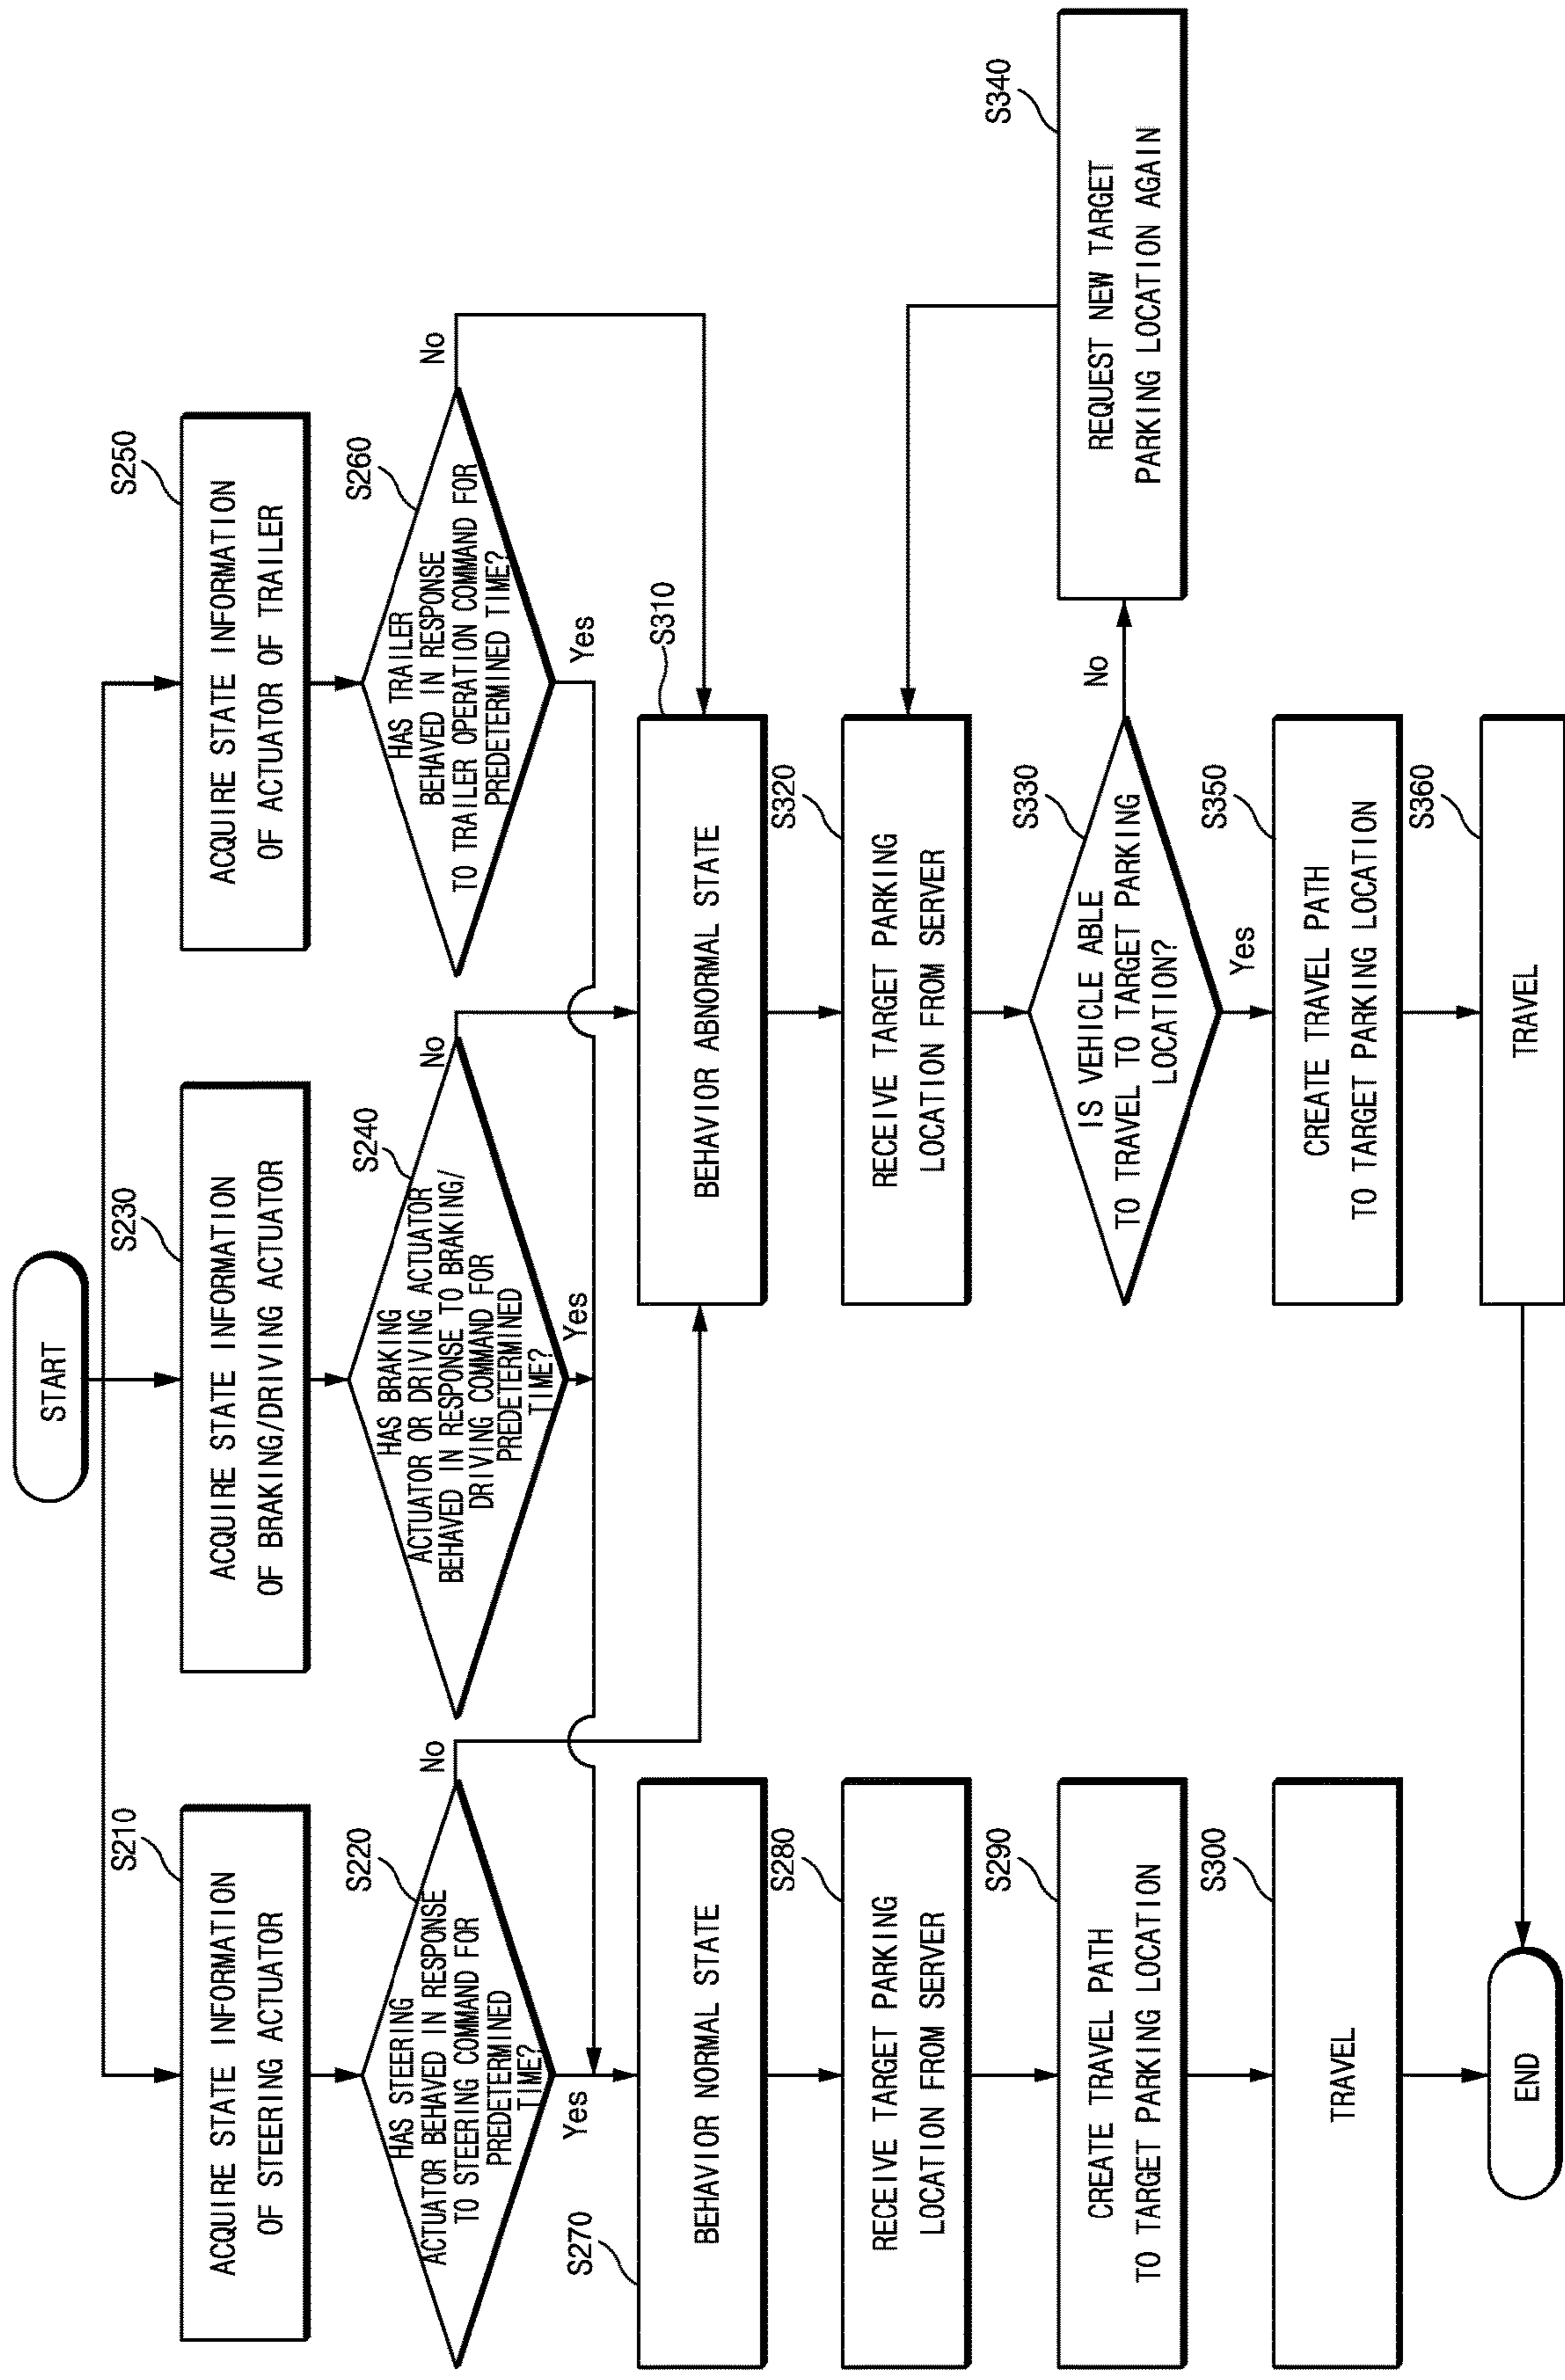 START
S210
ACQUIRE STATE INFORMATION
OF STEERING ACTUATOR
S230
ACQUIRE STATE INFORMATION
OF BRAKING/DRIVING ACTUATOR
S250
ACQUIRE STATE INFORMATION
OF ACTUATOR OF TRAILER
S220
HAS STEERING
ACTUATOR BEHAVED IN RESPONSE
TO STEERING COMMAND FOR
PREDETERMINED
TIME?
No
Yes
S240
HAS BRAKING
ACTUATOR OR DRIVING ACTUATOR
BEHAVED IN RESPONSE TO BRAKING/
DRIVING COMMAND FOR
PREDETERMINED
TIME?
No
Yes
S260
HAS TRAILER
BEHAVED IN RESPONSE
TO TRAILER OPERATION COMMAND FOR
PREDETERMINED TIME?
No
Yes
S270
BEHAVIOR NORMAL STATE
S310
BEHAVIOR ABNORMAL STATE
S280
RECEIVE TARGET PARKING
LOCATION FROM SERVER
S320
RECEIVE TARGET PARKING
LOCATION FROM SERVER
S290
CREATE TRAVEL PATH
TO TARGET PARKING LOCATION
S330
IS VEHICLE ABLE
TO TRAVEL TO TARGET PARKING
LOCATION?
No
Yes
S340
REQUEST NEW TARGET
PARKING LOCATION AGAIN
S300
TRAVEL
S350
CREATE TRAVEL PATH
TO TARGET PARKING LOCATION
S360
TRAVEL
END